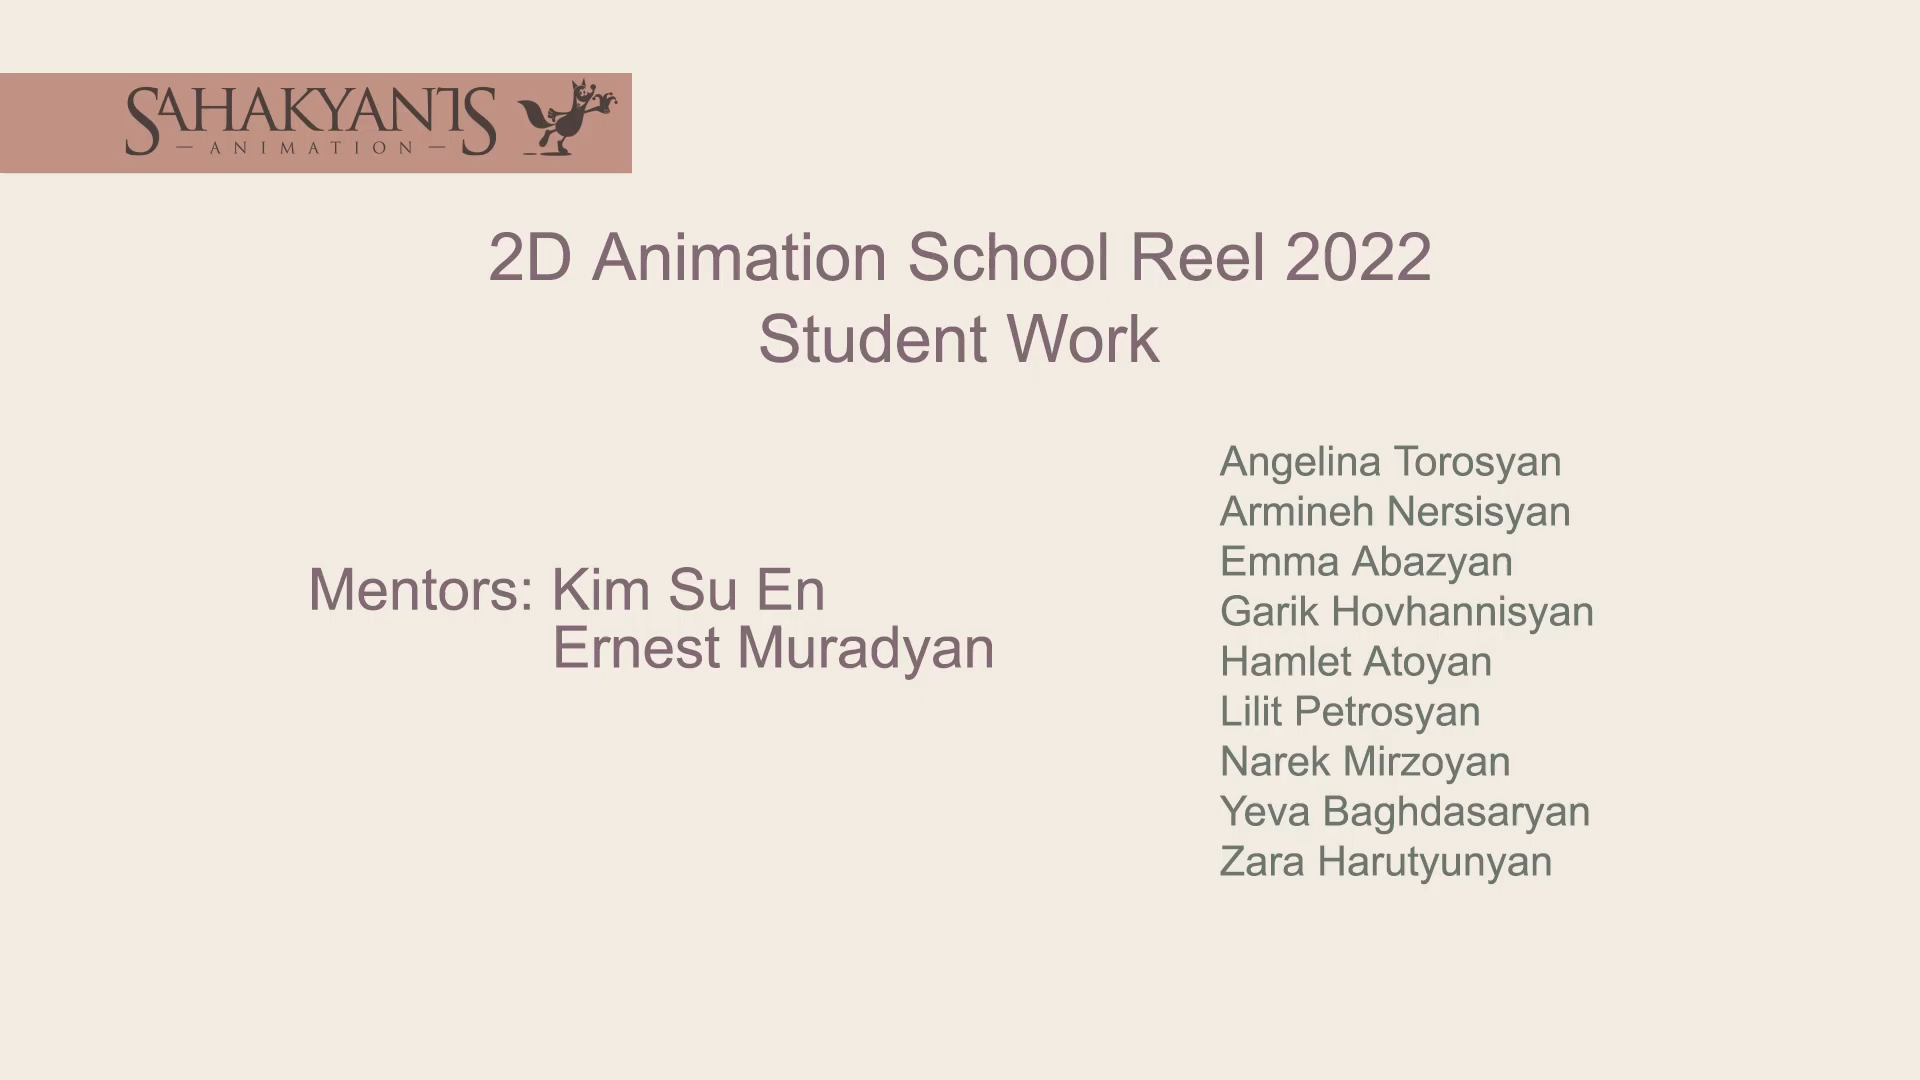 SAHAKYANTS
ANIMATION
2D Animation School Reel 2022
Student Work
Mentors: Kim Su En
Ernest Muradyan
Angelina Torosyan
Armineh Nersisyan
Emma Abazyan
Garik Hovhannisyan
Hamlet Atoyan
Lilit Petrosyan
Narek Mirzoyan
Yeva Baghdasaryan
Zara Harutyunyan